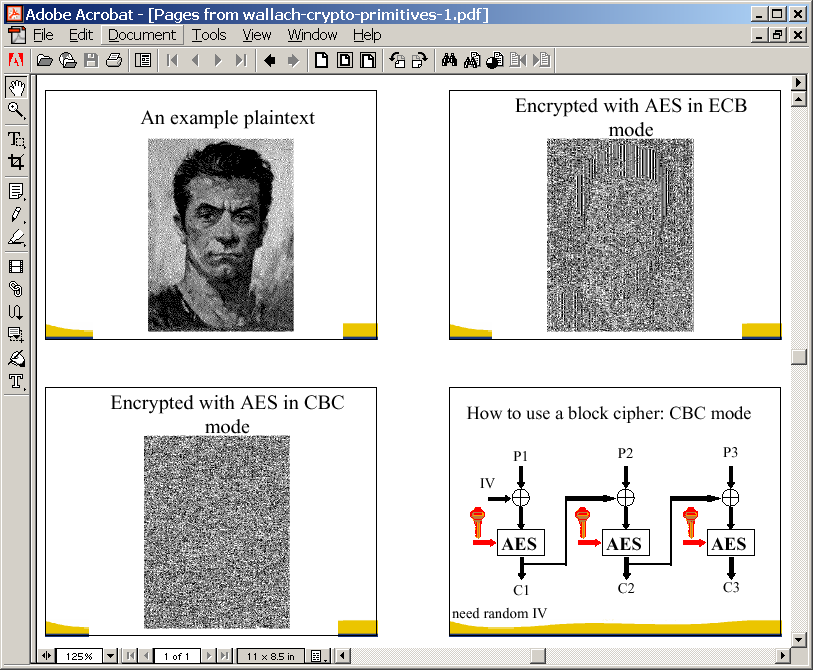 Adobe Acrobat - [Pages from wallach-crypto-primitives-1.pdf]
File Edit Document Tools View Window Help
An example plaintext
Encrypted with AES in ECB
mode
Encrypted with AES in CBC
mode
How to use a block cipher: CBC mode
P1 P2 P3
IV
AES AES AES
C1 C2 C3
need random IV
125% 1 of 1 11 x 8.5 in